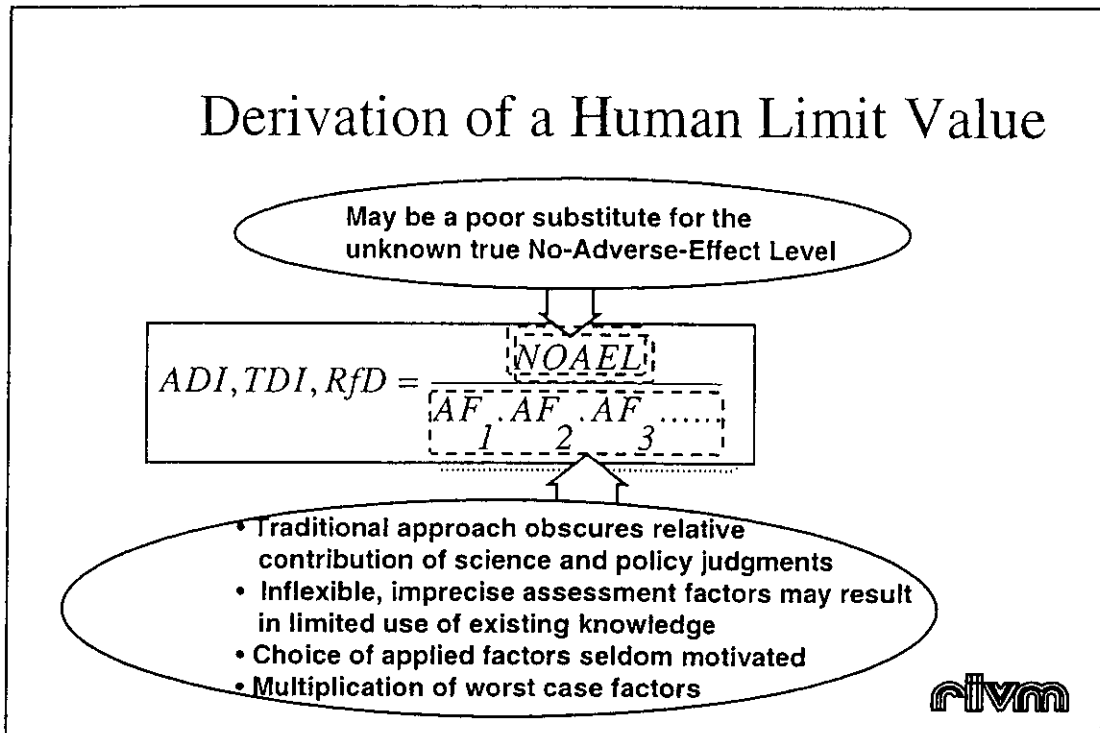 Derivation of a Human Limit Value
May be a poor substitute for the
unknown true No-Adverse-Effect Level
NOAEL
ADI, TDI, RfD =
AF1 . AF2 . AF3 ......
• Traditional approach obscures relative
contribution of science and policy judgments
• Inflexible, imprecise assessment factors may result
in limited use of existing knowledge
• Choice of applied factors seldom motivated
• Multiplication of worst case factors
rivm